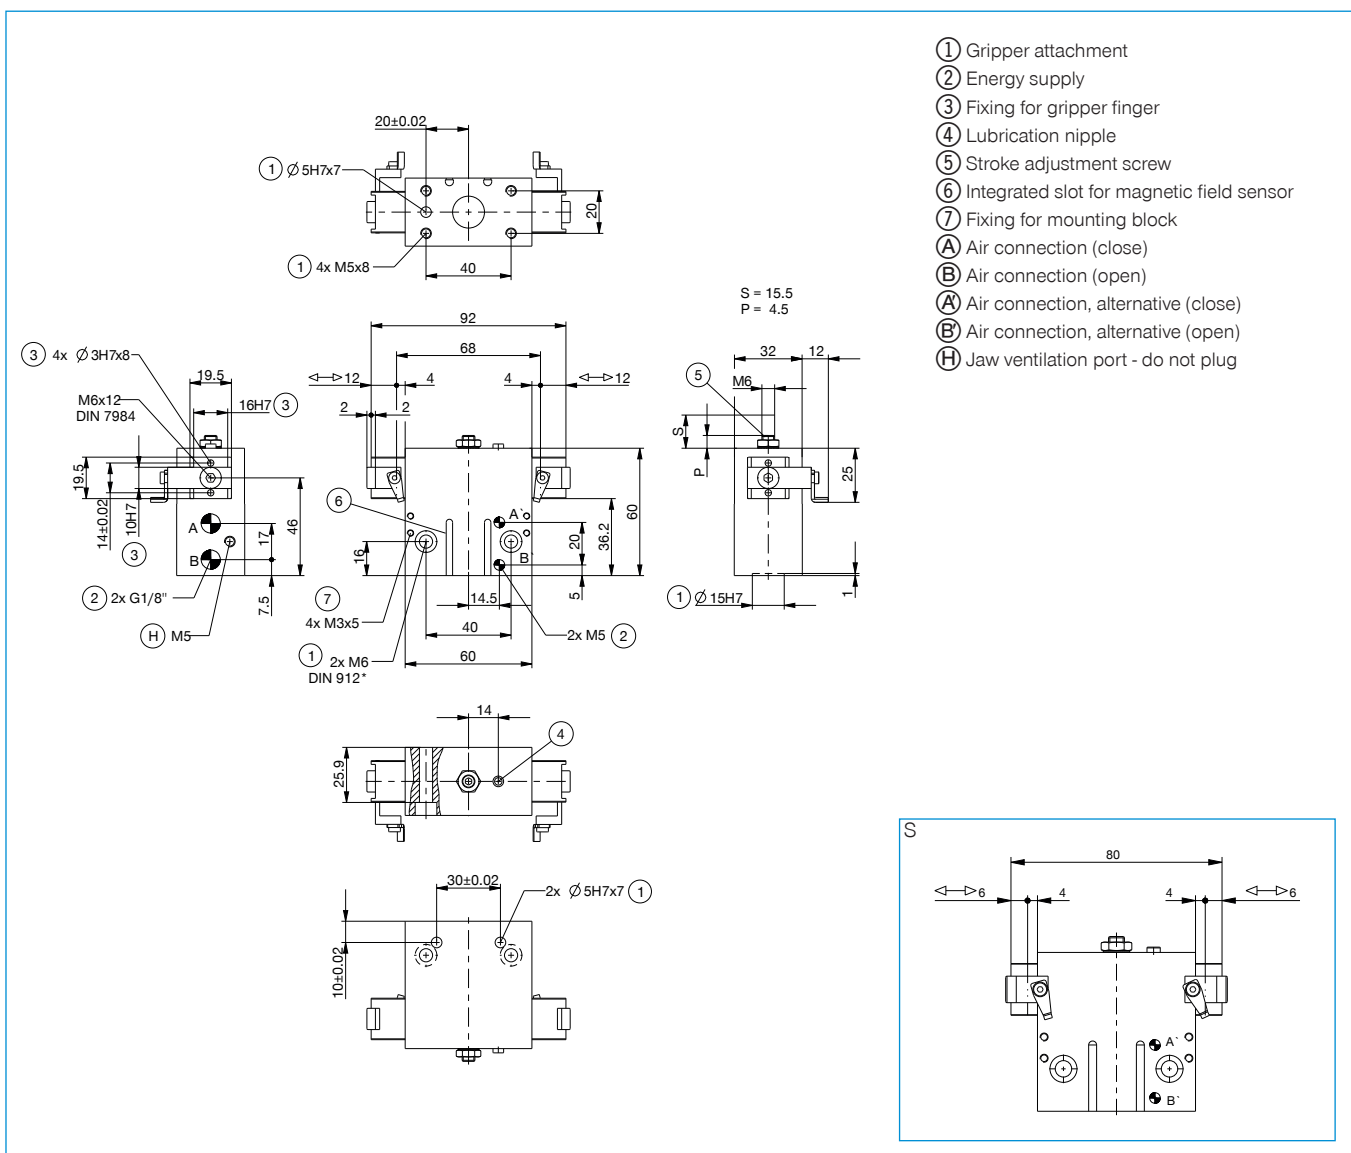 ① Gripper attachment
② Energy supply
③ Fixing for gripper finger
④ Lubrication nipple
⑤ Stroke adjustment screw
⑥ Integrated slot for magnetic field sensor
⑦ Fixing for mounting block
Ⓐ Air connection (close)
Ⓑ Air connection (open)
A' Air connection, alternative (close)
B' Air connection, alternative (open)
Ⓗ Jaw ventilation port - do not plug
20±0.02
① Ø 5H7x7
20
① 4x M5x8
40
③ 4x Ø 3H7x8
19.5
M6x12
DIN 7984
16H7 ③
19.5
14±0.02
10H7
③
46
A
17
B
② 2x G1/8"
7.5
Ⓗ M5
92
68
12
4
4
12
2
2
⑥
A`
16
B`
20
36.2
60
5
14.5
⑦
4x M3x5
40
2x M5 ②
① 2x M6
DIN 912*
60
S = 15.5
P = 4.5
32
12
⑤
M6
S
P
25
① Ø 15H7
1
14
④
25.9
30±0.02
2x Ø 5H7x7 ①
10±0.02
S
80
6
4
4
6
A`
B`